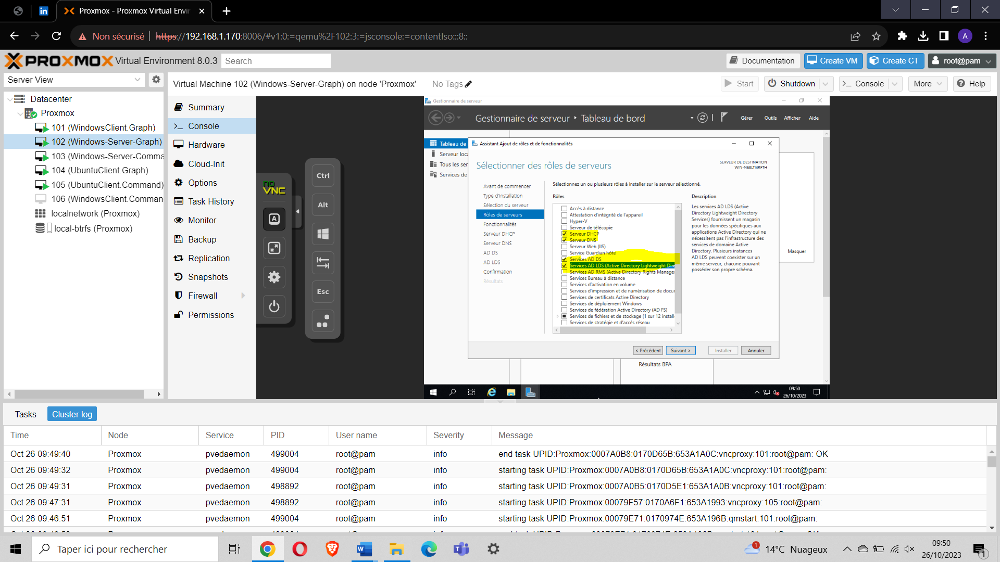 Proxmox - Proxmox Virtual Envir
Non sécurisé
https://192.168.1.170:8006/#v1:0:=qemu%2F102:3:=jsconsole:=contentIso:::8::
A
PROXMOX Virtual Environment 8.0.3
Search
Documentation
Create VM
Create CT
root@pam
Server View
Virtual Machine 102 (Windows-Server-Graph) on node 'Proxmox'
No Tags
Start
Shutdown
Console
More
Help
Datacenter
Proxmox
101 (WindowsClient.Graph)
102 (Windows-Server-Graph)
103 (Windows-Server-Comma
104 (UbuntuClient.Graph)
105 (UbuntuClient.Command)
106 (WindowsClient.Comman
localnetwork (Proxmox)
local-btrfs (Proxmox)
Summary
Console
Hardware
Cloud-Init
Options
Task History
Monitor
Backup
Replication
Snapshots
Firewall
Permissions
no
VNC
A
Ctrl
Alt
Esc
Gestionnaire de serveur
Gestionnaire de serveur
Tableau de bord
Gérer
Outils
Afficher
Aide
Tableau de
Serveur loca
Tous les ser
Services de
Assistant Ajout de rôles et de fonctionnalités
Sélectionner des rôles de serveurs
SERVEUR DE DESTINATION
WIN-NEBLTI4RFTH
Avant de commencer
Type d'installation
Sélection du serveur
Rôles de serveurs
Fonctionnalités
Serveur DHCP
Serveur DNS
AD DS
AD LDS
Confirmation
Résultats
Sélectionnez un ou plusieurs rôles à installer sur le serveur sélectionné.
Rôles
Accès à distance
Attestation d'intégrité de l'appareil
Hyper-V
Serveur de télécopie
Serveur DHCP
Serveur DNS
Serveur Web (IIS)
Service Guardian hôte
Services AD DS
Services AD LDS (Active Directory Lightweight Dire
Services AD RMS (Active Directory Rights Manager
Services Bureau à distance
Services d'activation en volume
Services d'impression et de numérisation de docu
Services de certificats Active Directory
Services de déploiement Windows
Services de fédération Active Directory (AD FS)
Services de fichiers et de stockage (1 sur 12 install
Services de stratégie et d'accès réseau
Description
Les services AD LDS (Active
Directory Lightweight Directory
Services) fournissent un magasin
pour les données spécifiques aux
applications Active Directory qui ne
nécessitent pas l'infrastructure des
services de domaine Active
Directory. Plusieurs instances
AD LDS peuvent coexister sur un
même serveur, chacune pouvant
posséder son propre schéma.
Masquer
< Précédent
Suivant >
Installer
Annuler
Résultats BPA
09:50
26/10/2023
Tasks
Cluster log
Time Node Service PID User name Severity Message
Oct 26 09:49:40 Proxmox pvedaemon 499004 root@pam info end task UPID:Proxmox:0007A0B8:0170D65B:653A1A0C:vncproxy:101:root@pam: OK
Oct 26 09:49:32 Proxmox pvedaemon 499004 root@pam info starting task UPID:Proxmox:0007A0B8:0170D65B:653A1A0C:vncproxy:101:root@pam:
Oct 26 09:49:31 Proxmox pvedaemon 498892 root@pam info starting task UPID:Proxmox:0007A0B5:0170D5E1:653A1A0B:vncproxy:101:root@pam:
Oct 26 09:47:31 Proxmox pvedaemon 498892 root@pam info starting task UPID:Proxmox:00079F57:0170A6F1:653A1993:vncproxy:105:root@pam:
Oct 26 09:46:51 Proxmox pvedaemon 499004 root@pam info starting task UPID:Proxmox:00079E71:0170974E:653A196B:qmstart:101:root@pam:
Taper ici pour rechercher
1
14°C Nuageux
09:50
26/10/2023
1